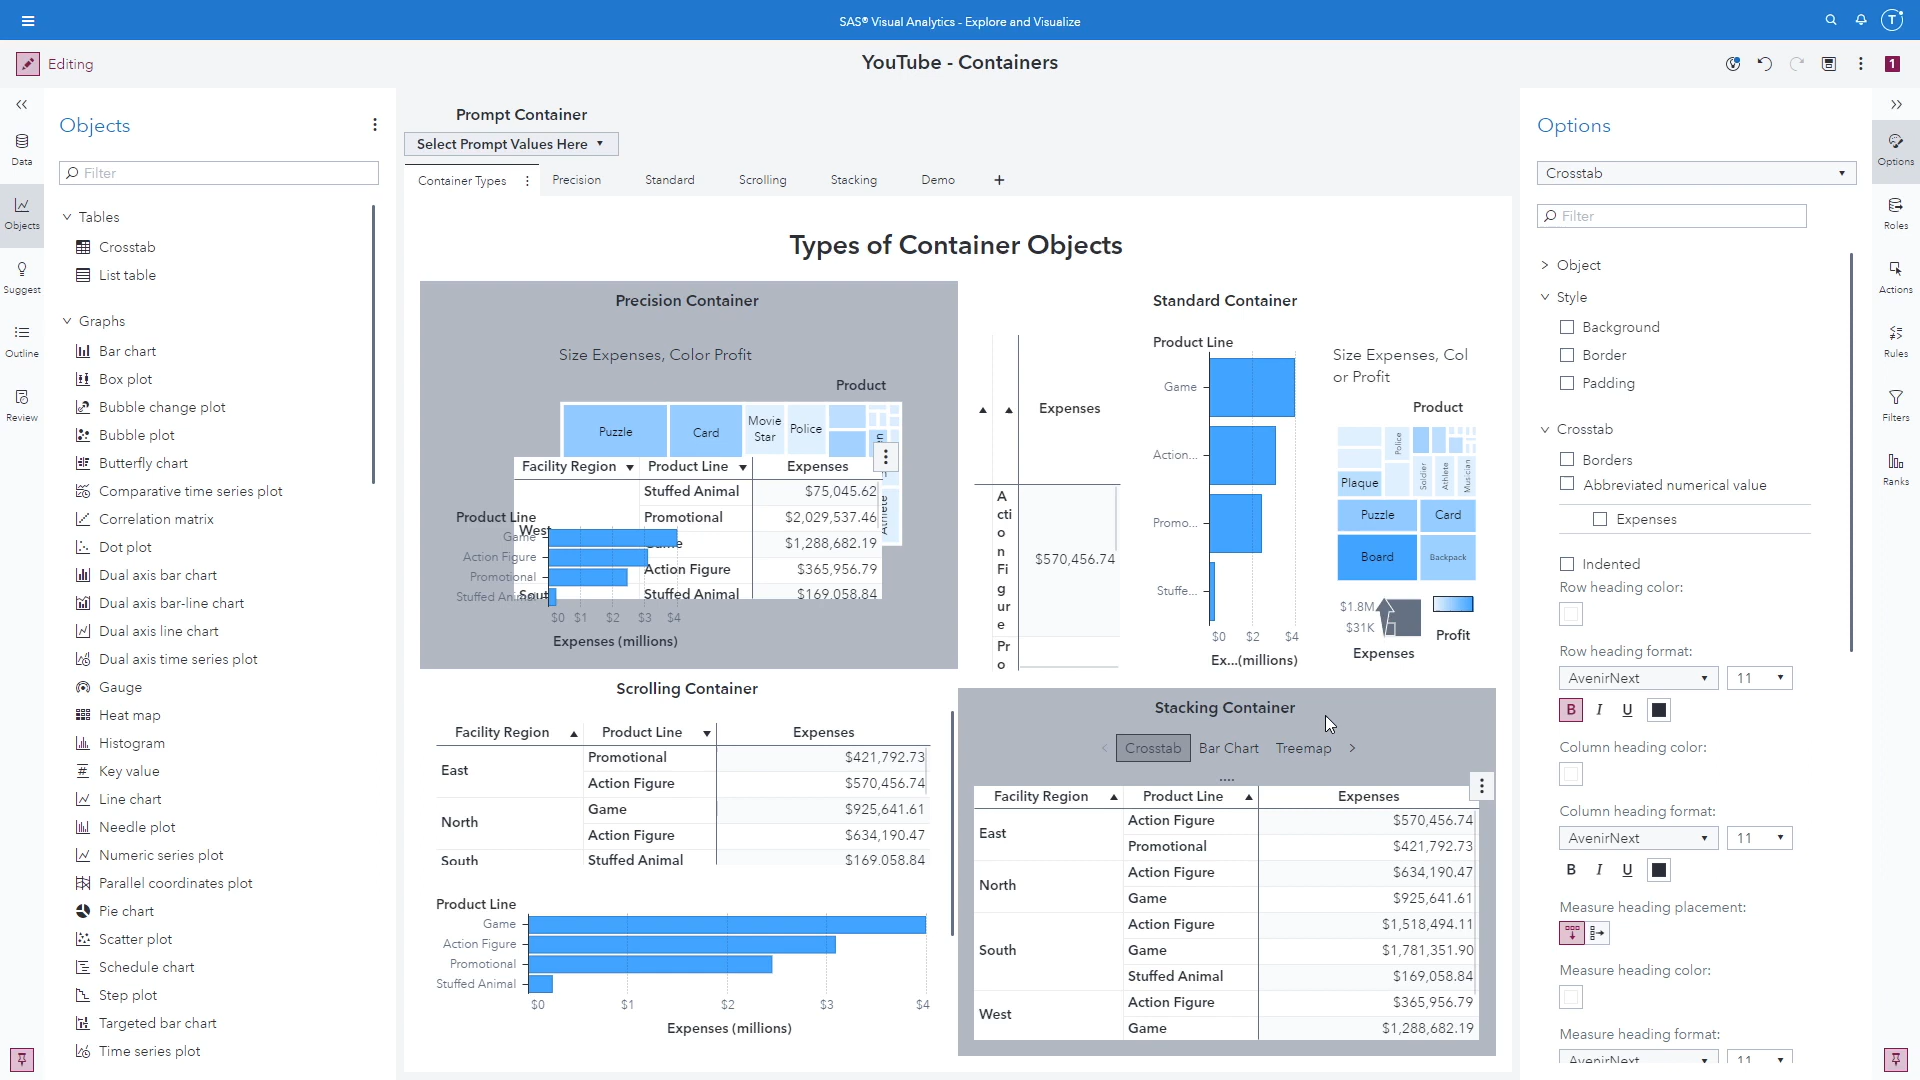 SAS® Visual Analytics - Explore and Visualize
T
Editing
YouTube - Containers
1
Data
Objects
Suggest
Outline
Review
Objects
Filter
Tables
Crosstab
List table
Graphs
Bar chart
Box plot
Bubble change plot
Bubble plot
Butterfly chart
Comparative time series plot
Correlation matrix
Dot plot
Dual axis bar chart
Dual axis bar-line chart
Dual axis line chart
Dual axis time series plot
Gauge
Heat map
Histogram
Key value
Line chart
Needle plot
Numeric series plot
Parallel coordinates plot
Pie chart
Scatter plot
Schedule chart
Step plot
Targeted bar chart
Time series plot
Prompt Container
Select Prompt Values Here
Container Types Precision Standard Scrolling Stacking Demo +
Types of Container Objects
Precision Container
Size Expenses, Color Profit
Product
Puzzle Card Movie Star Police
Athlete
Facility Region Product Line Expenses
Stuffed Animal $75,045.62
Promotional $2,029,537.46
Game $1,288,682.19
Action Figure $365,956.79
Stuffed Animal $169,058.84
West
South
Product Line
Game
Action Figure
Promotional
Stuffed Animal
$0 $1 $2 $3 $4
Expenses (millions)
Standard Container
Expenses
A
cti
o
n
Fi
g
ur
e
$570,456.74
Pr
o
Product Line
Game
Action...
Promo...
Stuffe...
$0 $2 $4
Ex...(millions)
Size Expenses, Col
or Profit
Product
Police
Plaque Soldier Athlete Musician
Puzzle Card
Board Backpack
$1.8M
$31K
Expenses
Profit
Scrolling Container
Facility Region Product Line Expenses
East Promotional $421,792.73
Action Figure $570,456.74
North Game $925,641.61
Action Figure $634,190.47
South Stuffed Animal $169,058.84
Product Line
Game
Action Figure
Promotional
Stuffed Animal
$0 $1 $2 $3 $4
Expenses (millions)
Stacking Container
Crosstab Bar Chart Treemap
Facility Region Product Line Expenses
East Action Figure $570,456.74
Promotional $421,792.73
North Action Figure $634,190.47
Game $925,641.61
South Action Figure $1,518,494.11
Game $1,781,351.90
Stuffed Animal $169,058.84
West Action Figure $365,956.79
Game $1,288,682.19
Options
Crosstab
Filter
Object
Style
Background
Border
Padding
Crosstab
Borders
Abbreviated numerical value
Expenses
Indented
Row heading color:
Row heading format:
AvenirNext 11
B I U
Column heading color:
Column heading format:
AvenirNext 11
B I U
Measure heading placement:
Measure heading color:
Measure heading format:
AvenirNext 11
Options
Roles
Actions
Rules
Filters
Ranks